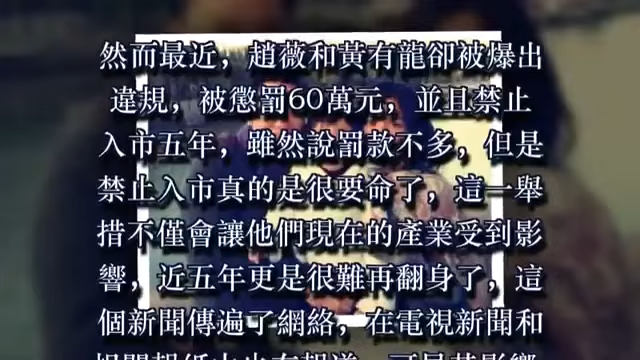 然而最近，趙薇和黃有龍卻被爆出
違規，被懲罰60萬元，並且禁止
入市五年，雖然說罰款不多，但是
禁止入市真的是很要命了，這一舉
措不僅會讓他們現在的產業受到影
響，近五年更是很難再翻身了，這
個新聞傳遍了網絡，在電視新聞和